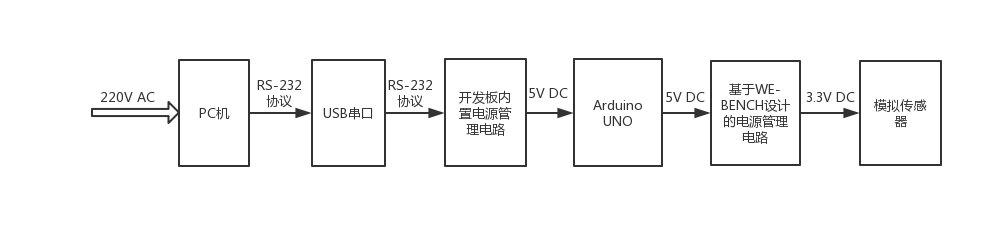 220V AC
PC机
RS-232
协议
USB串口
RS-232
协议
开发板内
置电源管
理电路
5V DC
Arduino
UNO
5V DC
基于WE-
BENCH设计
的电源管理
电路
3.3V DC
模拟传感
器